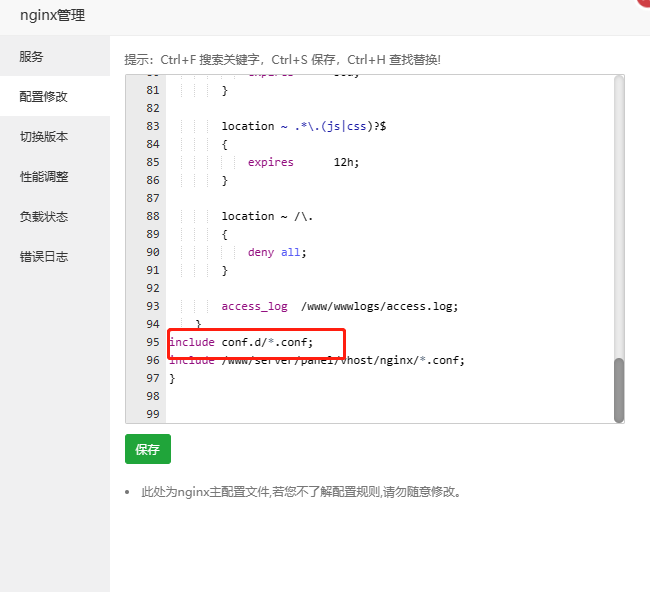 nginx管理
服务
配置修改
切换版本
性能调整
负载状态
错误日志
提示：Ctrl+F 搜索关键字，Ctrl+S 保存，Ctrl+H 查找替换!
81 }
82
83 location ~ .*\.(js|css)?$
84 {
85 expires 12h;
86 }
87
88 location ~ /\.
89 {
90 deny all;
91 }
92
93 access_log /www/wwwlogs/access.log;
94 }
95 include conf.d/*.conf;
96 include /www/server/panel/vhost/nginx/*.conf;
97 }
98
99
保存
此处为nginx主配置文件,若您不了解配置规则,请勿随意修改。